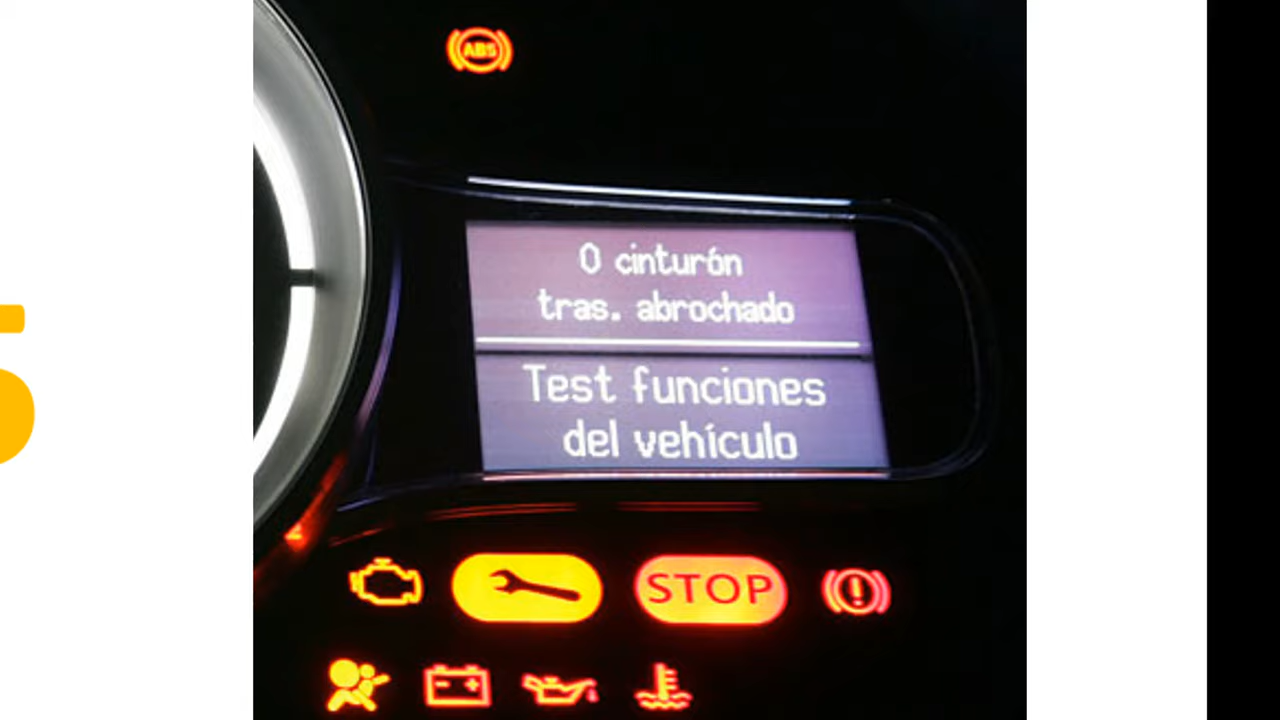 ABS
0 cinturón
tras. abrochado
Test funciones
del vehículo
STOP